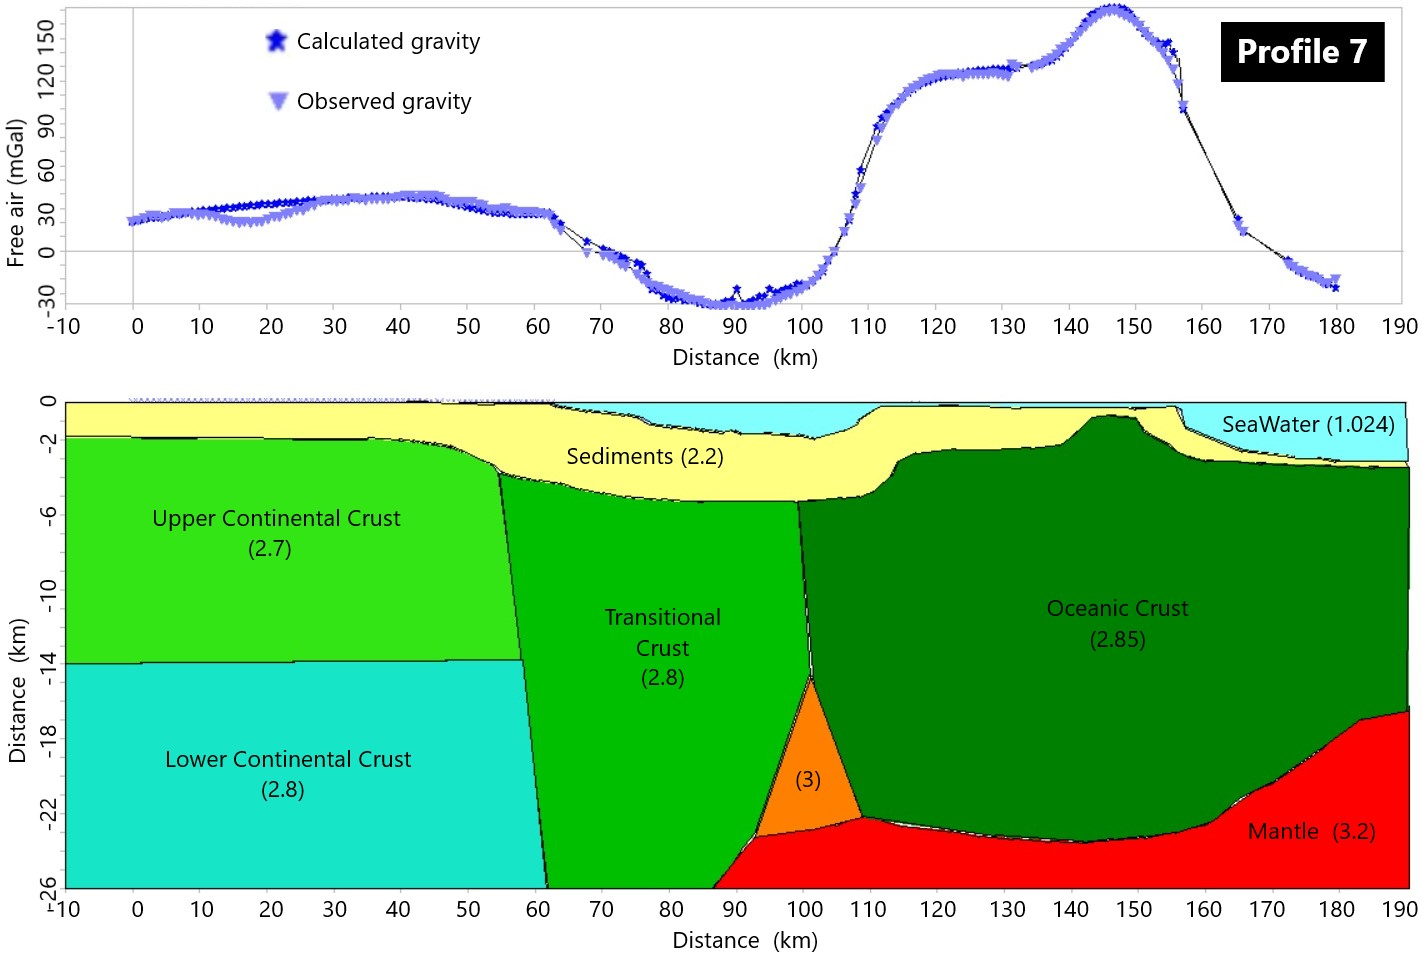 Profile 7
Calculated gravity
Observed gravity
Free air (mGal)
150
120
90
60
30
0
-30
-10 0 10 20 30 40 50 60 70 80 90 100 110 120 130 140 150 160 170 180 190
Distance (km)
0
-2
-6
-10
-14
-18
-22
-26
Distance (km)
SeaWater (1.024)
Sediments (2.2)
Upper Continental Crust
(2.7)
Transitional
Crust
(2.8)
Oceanic Crust
(2.85)
Lower Continental Crust
(2.8)
(3)
Mantle (3.2)
-10 0 10 20 30 40 50 60 70 80 90 100 110 120 130 140 150 160 170 180 190
Distance (km)